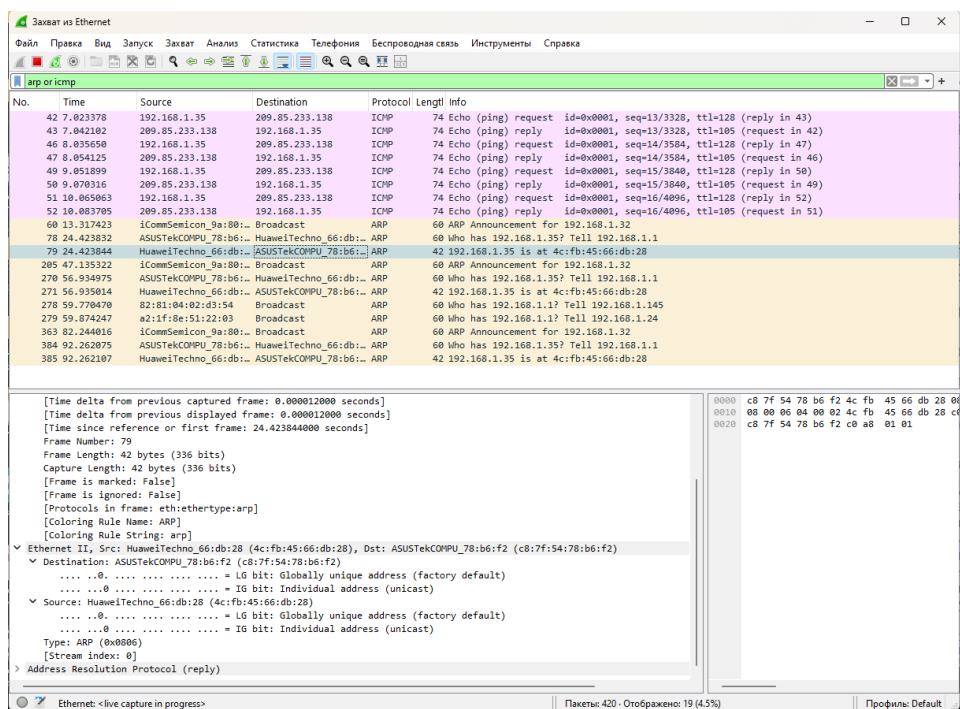 Захват из Ethernet
Файл Правка Вид Запуск Захват Анализ Статистика Телефония Беспроводная связь Инструменты Справка
arp or icmp
No. Time Source Destination Protocol Lengtl Info
42 7.023378 192.168.1.35 209.85.233.138 ICMP 74 Echo (ping) request id=0x0001, seq=13/3328, ttl=128 (reply in 43)
43 7.042102 209.85.233.138 192.168.1.35 ICMP 74 Echo (ping) reply id=0x0001, seq=13/3328, ttl=105 (request in 42)
46 8.035650 192.168.1.35 209.85.233.138 ICMP 74 Echo (ping) request id=0x0001, seq=14/3584, ttl=128 (reply in 47)
47 8.054125 209.85.233.138 192.168.1.35 ICMP 74 Echo (ping) reply id=0x0001, seq=14/3584, ttl=105 (request in 46)
49 9.051899 192.168.1.35 209.85.233.138 ICMP 74 Echo (ping) request id=0x0001, seq=15/3840, ttl=128 (reply in 50)
50 9.070316 209.85.233.138 192.168.1.35 ICMP 74 Echo (ping) reply id=0x0001, seq=15/3840, ttl=105 (request in 49)
51 10.065063 192.168.1.35 209.85.233.138 ICMP 74 Echo (ping) request id=0x0001, seq=16/4096, ttl=128 (reply in 52)
52 10.083705 209.85.233.138 192.168.1.35 ICMP 74 Echo (ping) reply id=0x0001, seq=16/4096, ttl=105 (request in 51)
60 13.317423 iCommSemicon_9a:80:… Broadcast ARP 60 ARP Announcement for 192.168.1.32
78 24.423832 ASUSTekCOMPU_78:b6:… HuaweiTechno_66:db:… ARP 60 Who has 192.168.1.35? Tell 192.168.1.1
79 24.423844 HuaweiTechno_66:db:… ASUSTekCOMPU_78:b6:… ARP 42 192.168.1.35 is at 4c:fb:45:66:db:28
205 47.135322 iCommSemicon_9a:80:… Broadcast ARP 60 ARP Announcement for 192.168.1.32
270 56.934975 ASUSTekCOMPU_78:b6:… HuaweiTechno_66:db:… ARP 60 Who has 192.168.1.35? Tell 192.168.1.1
271 56.935014 HuaweiTechno_66:db:… ASUSTekCOMPU_78:b6:… ARP 42 192.168.1.35 is at 4c:fb:45:66:db:28
278 59.770470 82:81:04:02:d3:54 Broadcast ARP 60 Who has 192.168.1.1? Tell 192.168.1.145
279 59.874247 a2:1f:8e:51:22:03 Broadcast ARP 60 Who has 192.168.1.1? Tell 192.168.1.24
363 82.244016 iCommSemicon_9a:80:… Broadcast ARP 60 ARP Announcement for 192.168.1.32
384 92.262075 ASUSTekCOMPU_78:b6:… HuaweiTechno_66:db:… ARP 60 Who has 192.168.1.35? Tell 192.168.1.1
385 92.262107 HuaweiTechno_66:db:… ASUSTekCOMPU_78:b6:… ARP 42 192.168.1.35 is at 4c:fb:45:66:db:28
[Time delta from previous captured frame: 0.000012000 seconds]
[Time delta from previous displayed frame: 0.000012000 seconds]
[Time since reference or first frame: 24.423844000 seconds]
Frame Number: 79
Frame Length: 42 bytes (336 bits)
Capture Length: 42 bytes (336 bits)
[Frame is marked: False]
[Frame is ignored: False]
[Protocols in frame: eth:ethertype:arp]
[Coloring Rule Name: ARP]
[Coloring Rule String: arp]
Ethernet II, Src: HuaweiTechno_66:db:28 (4c:fb:45:66:db:28), Dst: ASUSTekCOMPU_78:b6:f2 (c8:7f:54:78:b6:f2)
Destination: ASUSTekCOMPU_78:b6:f2 (c8:7f:54:78:b6:f2)
.... ..0. .... .... .... .... = LG bit: Globally unique address (factory default)
.... ...0 .... .... .... .... = IG bit: Individual address (unicast)
Source: HuaweiTechno_66:db:28 (4c:fb:45:66:db:28)
.... ..0. .... .... .... .... = LG bit: Globally unique address (factory default)
.... ...0 .... .... .... .... = IG bit: Individual address (unicast)
Type: ARP (0x0806)
[Stream index: 0]
Address Resolution Protocol (reply)
0000 c8 7f 54 78 b6 f2 4c fb 45 66 db 28
0010 08 00 06 04 00 02 4c fb 45 66 db 28
0020 c8 7f 54 78 b6 f2 c0 a8 01 01
Ethernet: <live capture in progress>
Пакеты: 420 · Отображено: 19 (4.5%)
Профиль: Default